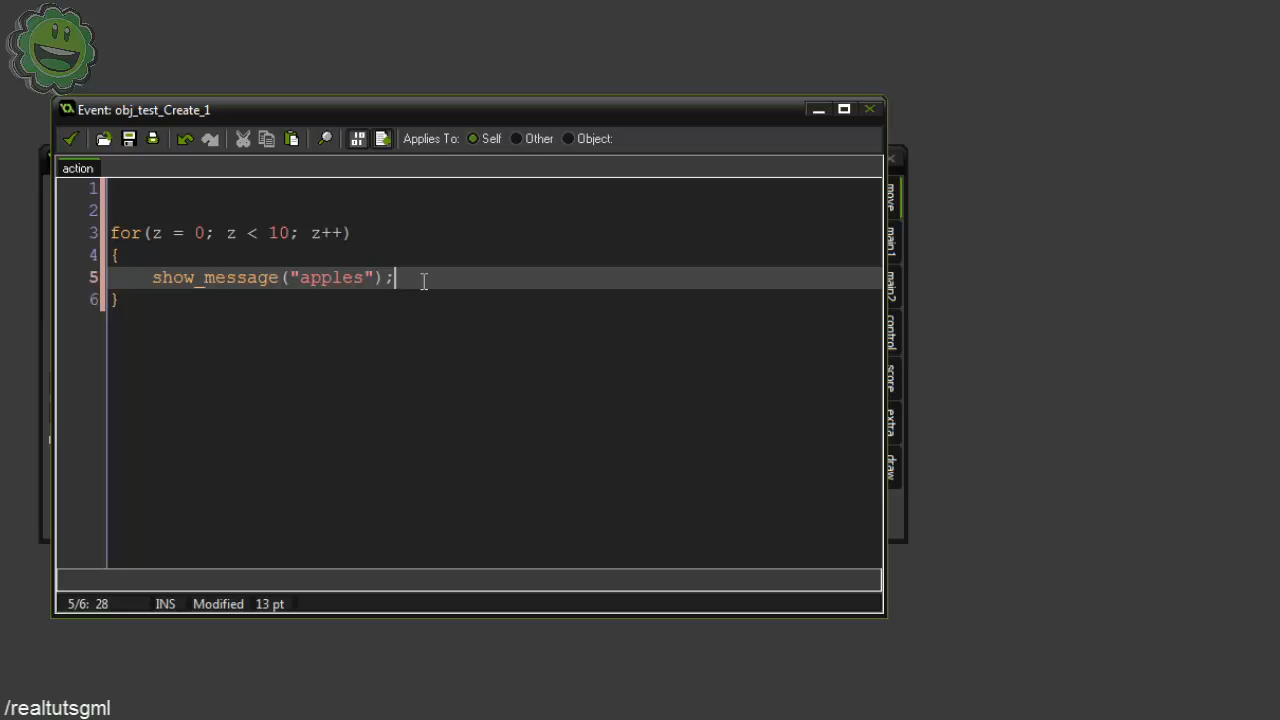 Event: obj_test_Create_1
Applies To: Self Other Object:
action
1
2
3 for(z = 0; z < 10; z++)
4 {
5 show_message("apples");
6 }
move
main1
main2
control
score
extra
draw
5/6: 28 INS Modified 13 pt
/realtutsgml